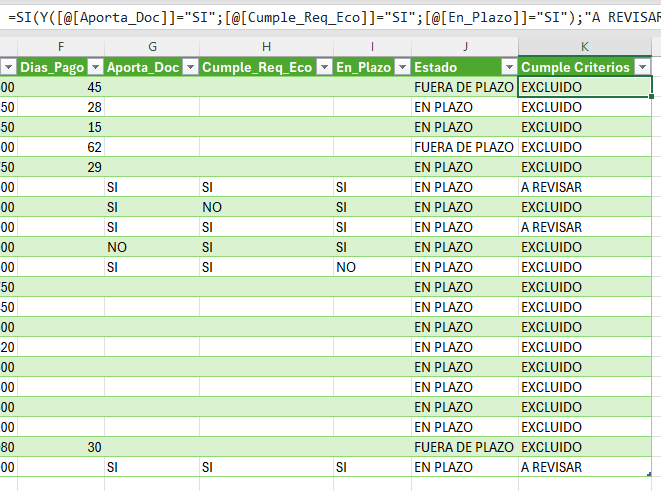 =SI(Y([@[Aporta_Doc]]="SI";[@[Cumple_Req_Eco]]="SI";[@[En_Plazo]]="SI");"A REVISAR
F G H I J K
Dias_Pago Aporta_Doc Cumple_Req_Eco En_Plazo Estado Cumple Criterios
00 45 FUERA DE PLAZO EXCLUIDO
50 28 EN PLAZO EXCLUIDO
50 15 EN PLAZO EXCLUIDO
00 62 FUERA DE PLAZO EXCLUIDO
50 29 EN PLAZO EXCLUIDO
00 SI SI SI EN PLAZO A REVISAR
00 SI NO SI EN PLAZO EXCLUIDO
00 SI SI SI EN PLAZO A REVISAR
00 NO SI SI EN PLAZO EXCLUIDO
00 SI SI NO EN PLAZO EXCLUIDO
50 EN PLAZO EXCLUIDO
50 EN PLAZO EXCLUIDO
00 EN PLAZO EXCLUIDO
20 EN PLAZO EXCLUIDO
00 EN PLAZO EXCLUIDO
00 EN PLAZO EXCLUIDO
00 EN PLAZO EXCLUIDO
00 EN PLAZO EXCLUIDO
80 30 FUERA DE PLAZO EXCLUIDO
00 SI SI SI EN PLAZO A REVISAR